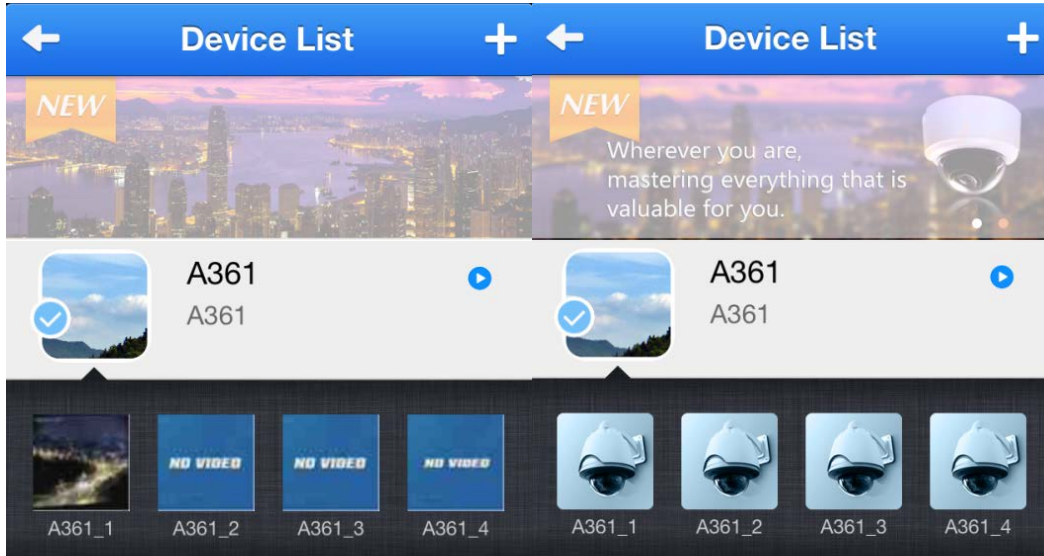 Device List
NEW
A361
A361
NO VIDEO
NO VIDEO
NO VIDEO
A361_1
A361_2
A361_3
A361_4
Device List
NEW
Wherever you are,
mastering everything that is
valuable for you.
A361
A361
A361_1
A361_2
A361_3
A361_4